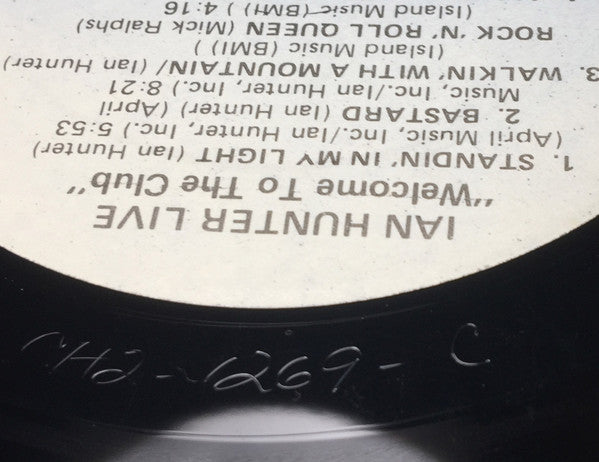 IAN HUNTER LIVE
"Welcome To The Club"
1. STANDIN' IN MY LIGHT (Ian Hunter)
(April Music, Inc./Ian Hunter, Inc.) 5:53
2. BASTARD (Ian Hunter) (April
Music, Inc./Ian Hunter, Inc.) 8:21
3. WALKIN' WITH A MOUNTAIN/ (Ian Hunter)
(Island Music (BMI) )
ROCK 'N' ROLL QUEEN (Mick Ralphs)
(Island Music (BMI) ) 4:16
CH2-1269-C